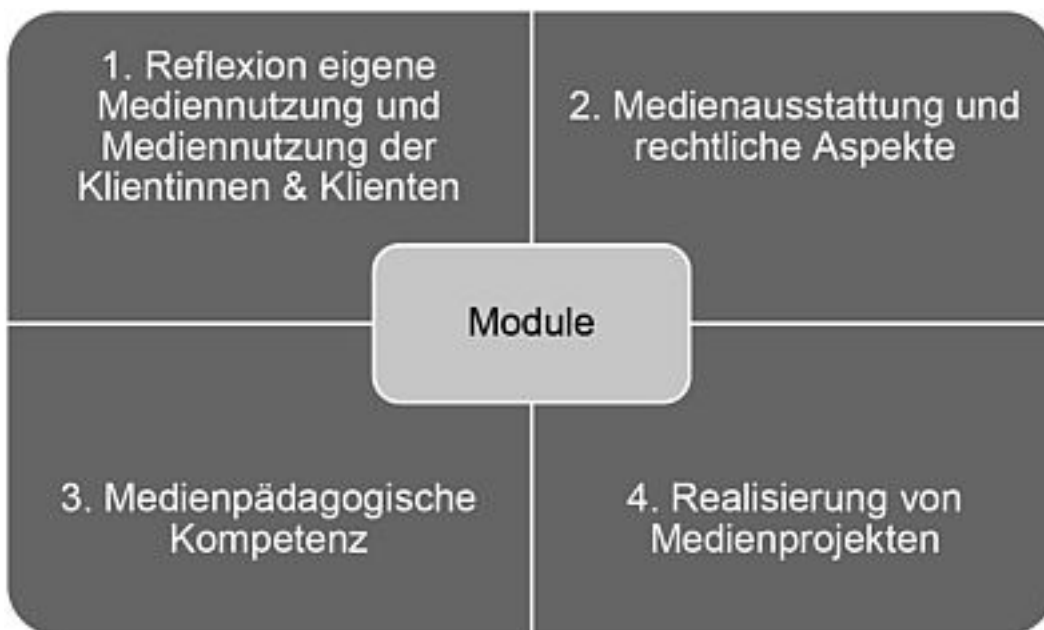 1. Reflexion eigene
Mediennutzung und
Mediennutzung der
Klientinnen & Klienten
2. Medienausstattung und
rechtliche Aspekte
Module
3. Medienpädagogische
Kompetenz
4. Realisierung von
Medienprojekten